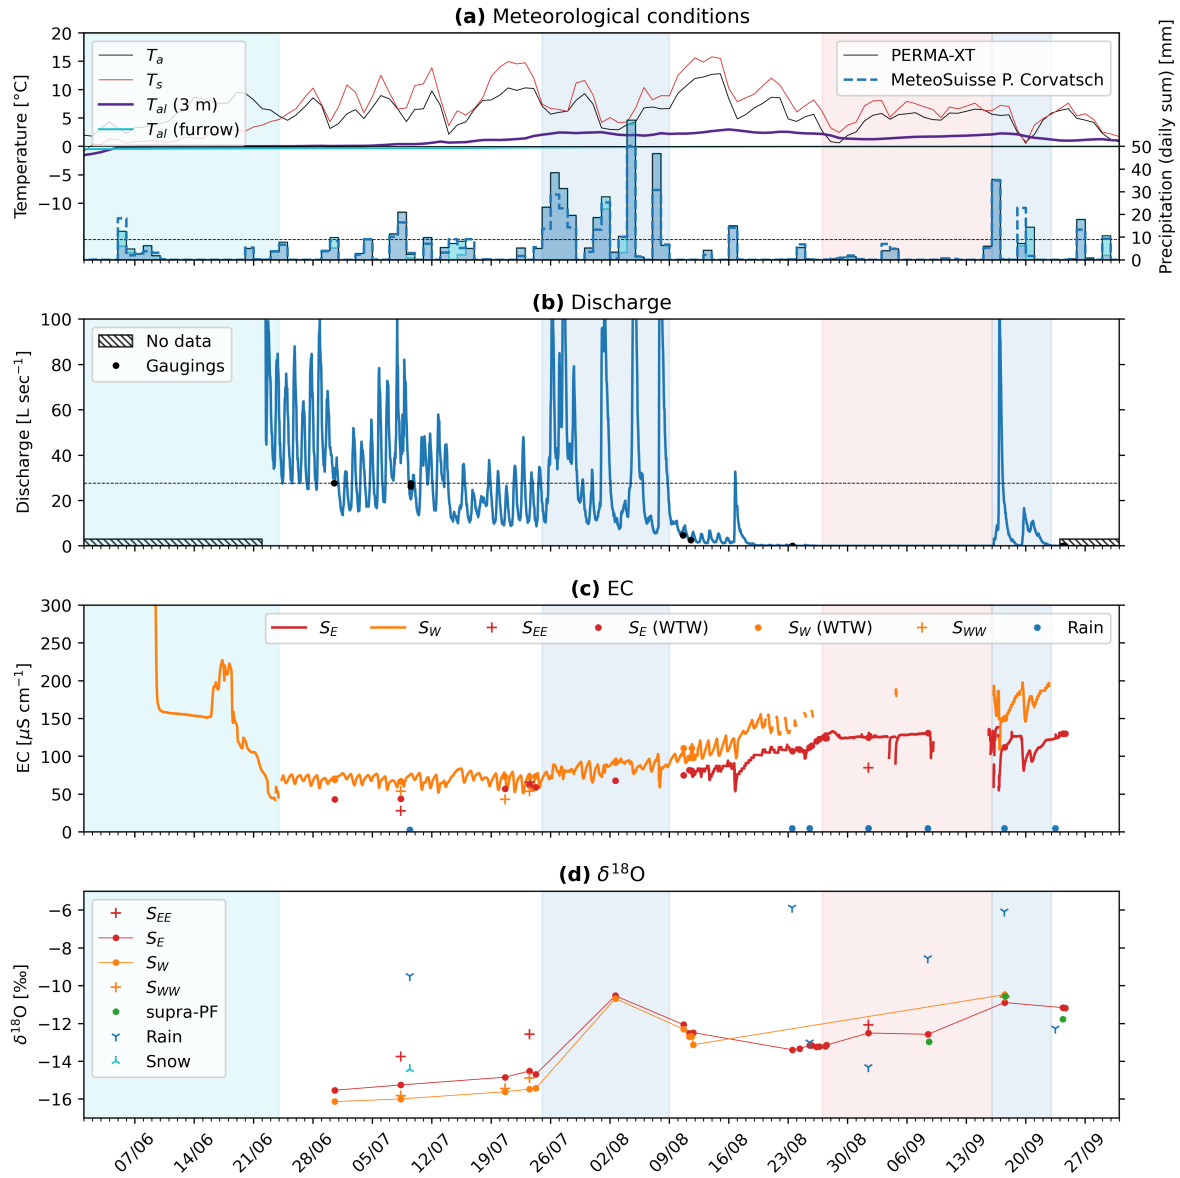 (a) Meteorological conditions
Temperature [°C]
20
15
10
5
0
−5
−10
T_a
T_s
T_al (3 m)
T_al (furrow)
PERMA-XT
MeteoSuisse P. Corvatsch
50
40
30
20
10
0
Precipitation (daily sum) [mm]
(b) Discharge
Discharge [L sec⁻¹]
100
80
60
40
20
0
No data
Gaugings
(c) EC
EC [μS cm⁻¹]
300
250
200
150
100
50
0
S_E
S_W
S_EE
S_E (WTW)
S_W (WTW)
S_WW
Rain
(d) δ¹⁸O
δ¹⁸O [‰]
−6
−8
−10
−12
−14
−16
S_EE
S_E
S_W
S_WW
supra-PF
Rain
Snow
07/06
14/06
21/06
28/06
05/07
12/07
19/07
26/07
02/08
09/08
16/08
23/08
30/08
06/09
13/09
20/09
27/09